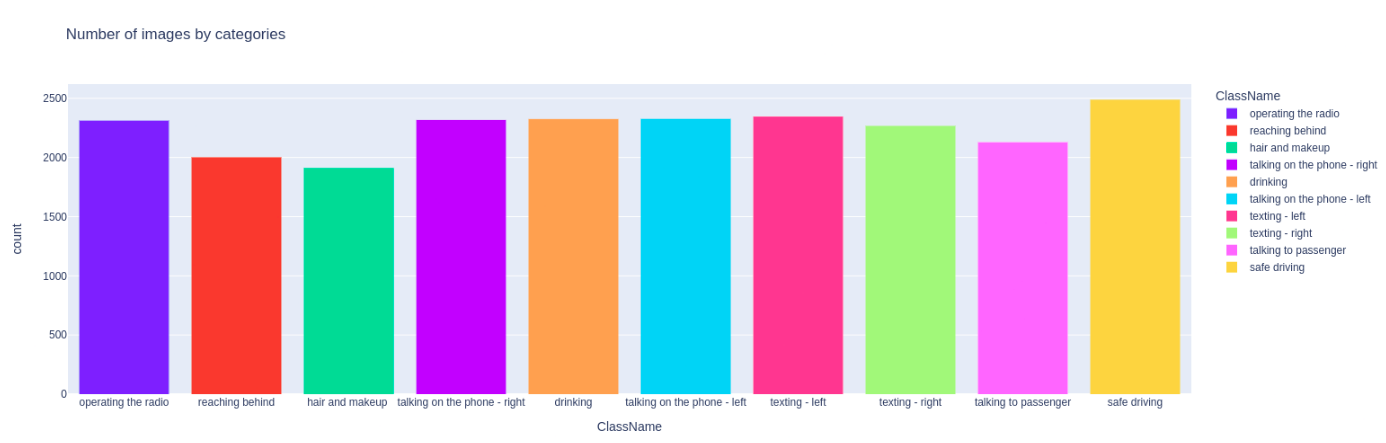 Number of images by categories
2500
2000
1500
1000
500
0
count
operating the radio
reaching behind
hair and makeup
talking on the phone - right
drinking
talking on the phone - left
texting - left
texting - right
talking to passenger
safe driving
ClassName
ClassName
operating the radio
reaching behind
hair and makeup
talking on the phone - right
drinking
talking on the phone - left
texting - left
texting - right
talking to passenger
safe driving